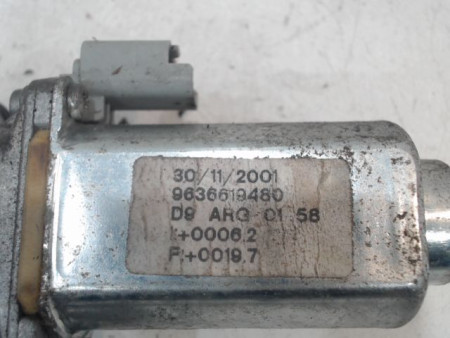 30/11/2001
9636619480
D9 ARG 01 58
I:+0006.2
F:+0019.7